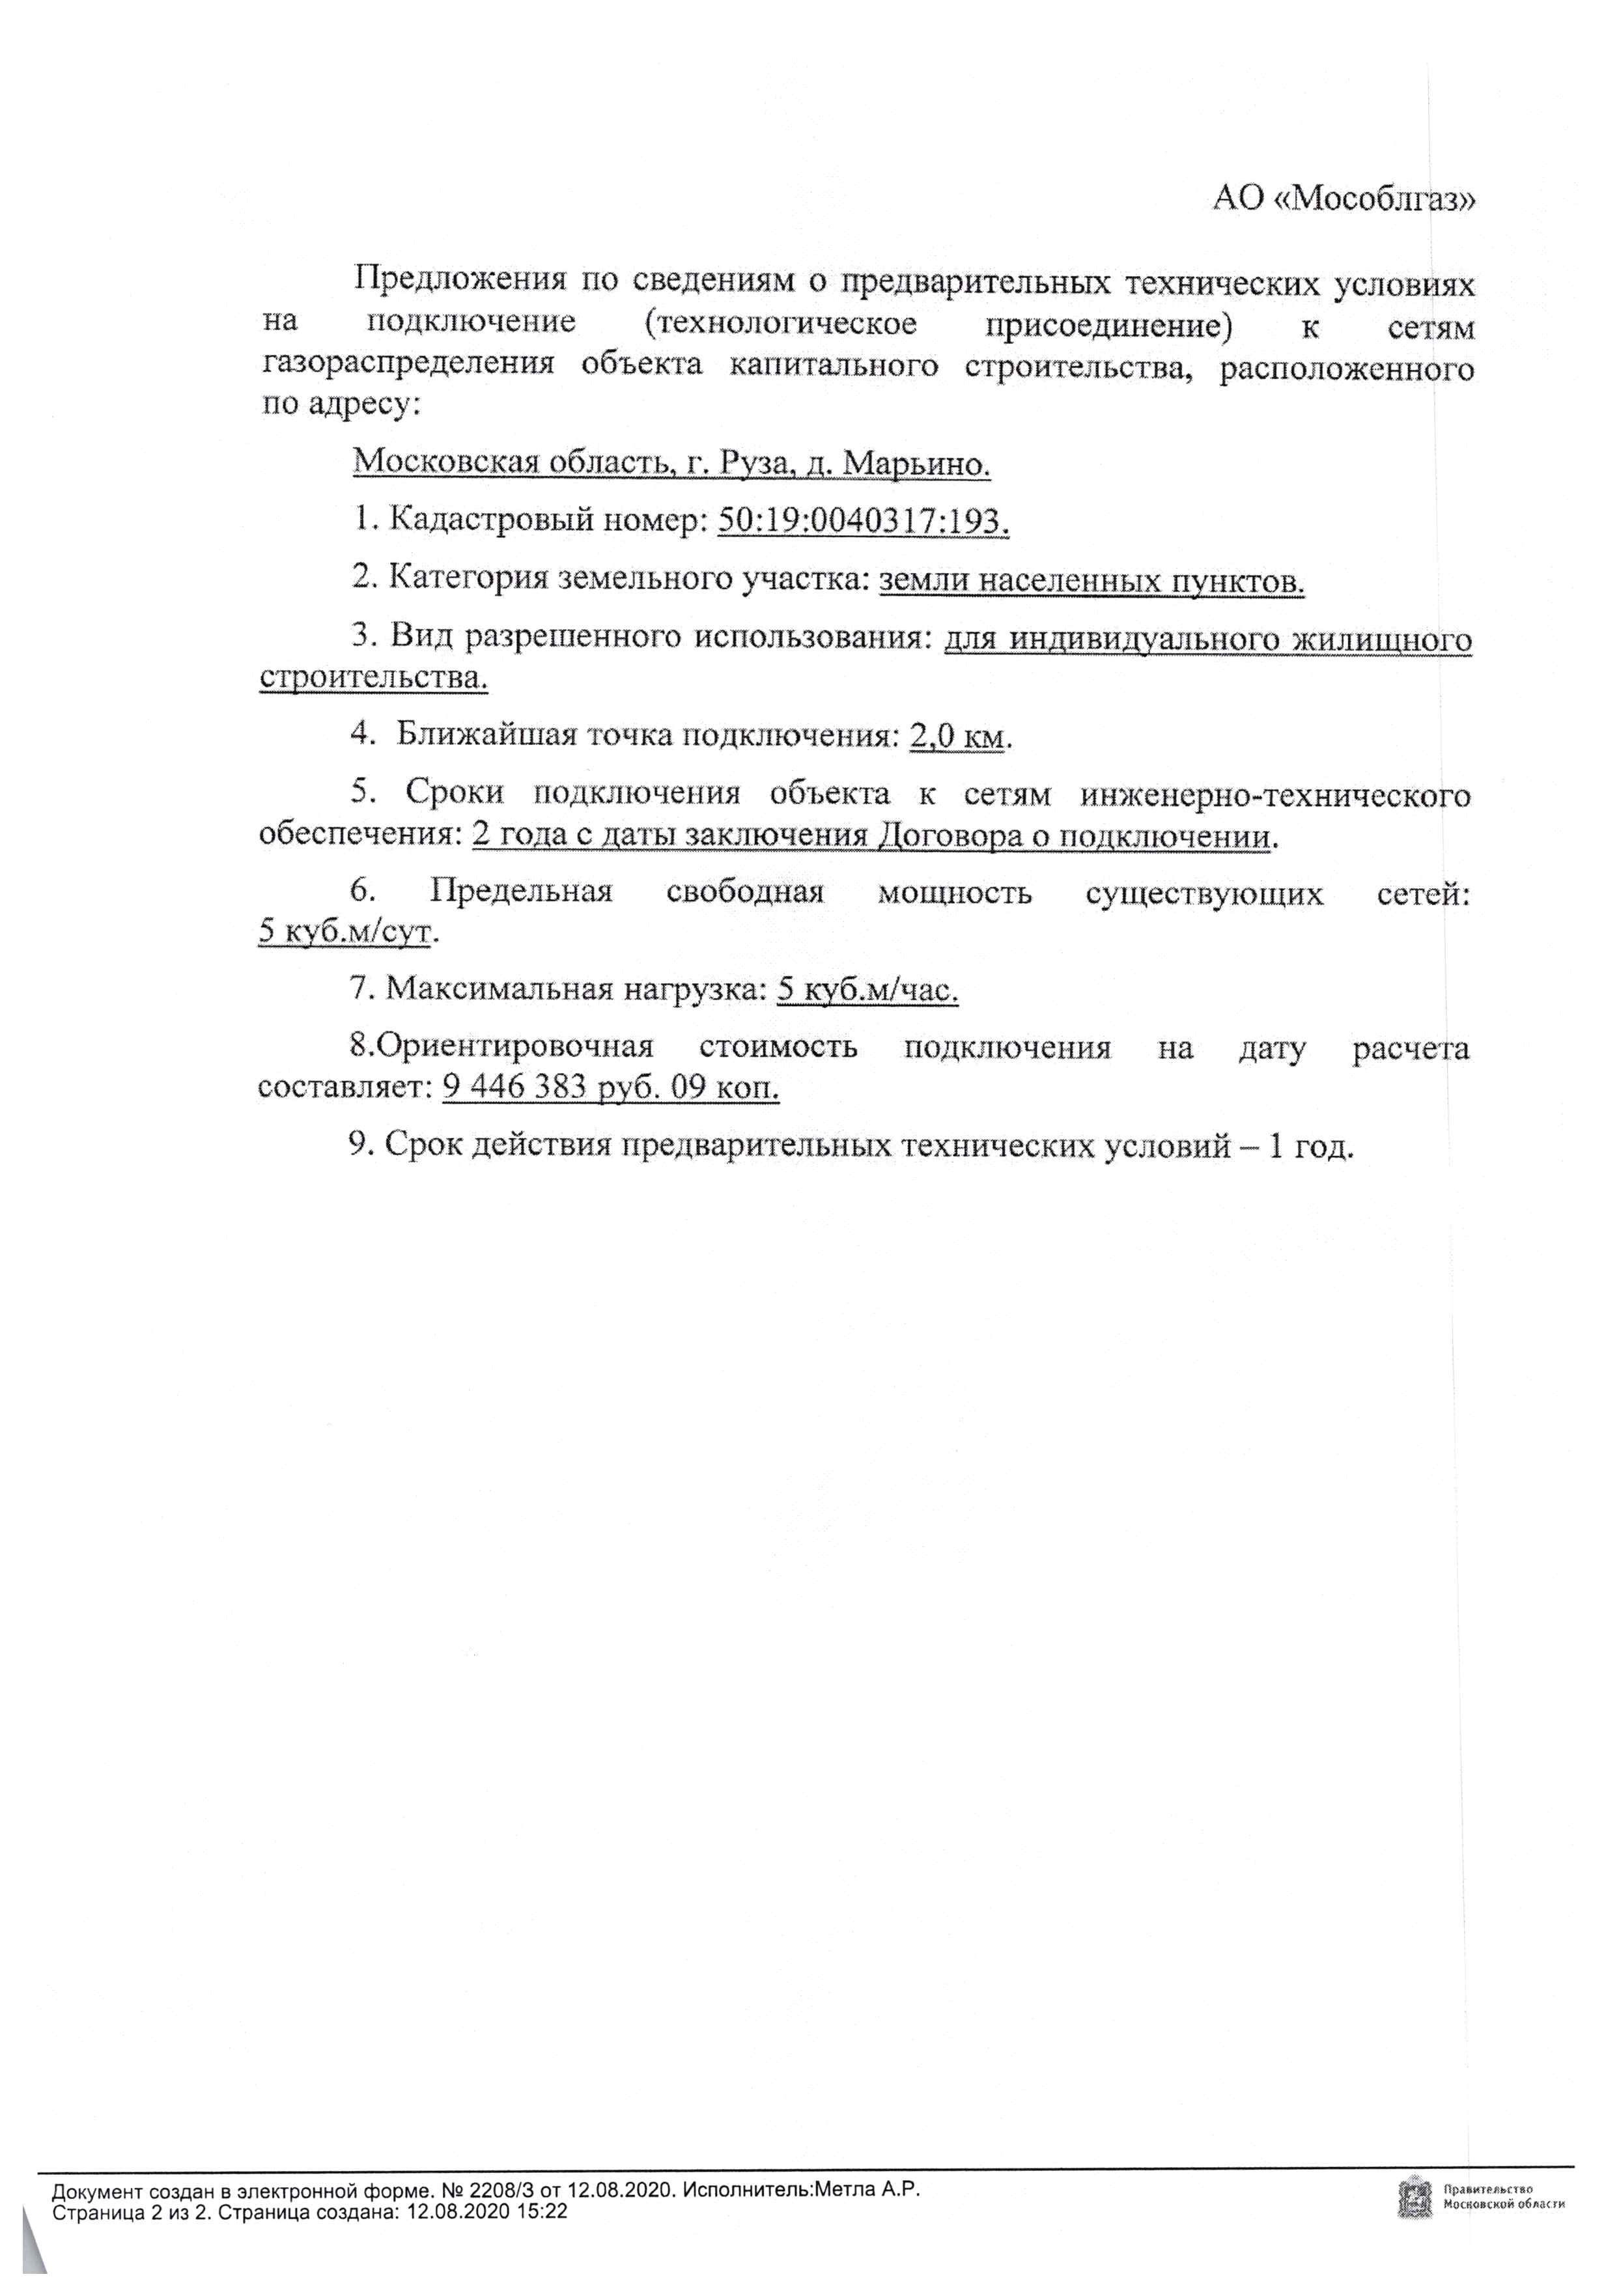 АО «Мособлгаз»
Предложения по сведениям о предварительных технических условиях
на подключение (технологическое присоединение) к сетям
газораспределения объекта капитального строительства, расположенного
по адресу:
Московская область, г. Руза, д. Марьино.
1. Кадастровый номер: 50:19:0040317:193.
2. Категория земельного участка: земли населенных пунктов.
3. Вид разрешенного использования: для индивидуального жилищного
строительства.
4. Ближайшая точка подключения: 2,0 км.
5. Сроки подключения объекта к сетям инженерно-технического
обеспечения: 2 года с даты заключения Договора о подключении.
6. Предельная свободная мощность существующих сетей:
5 куб.м/сут.
7. Максимальная нагрузка: 5 куб.м/час.
8.Ориентировочная стоимость подключения на дату расчета
составляет: 9 446 383 руб. 09 коп.
9. Срок действия предварительных технических условий – 1 год.
Документ создан в электронной форме. № 2208/З от 12.08.2020. Исполнитель:Метла А.Р.
Страница 2 из 2. Страница создана: 12.08.2020 15:22
Правительство
Московской области